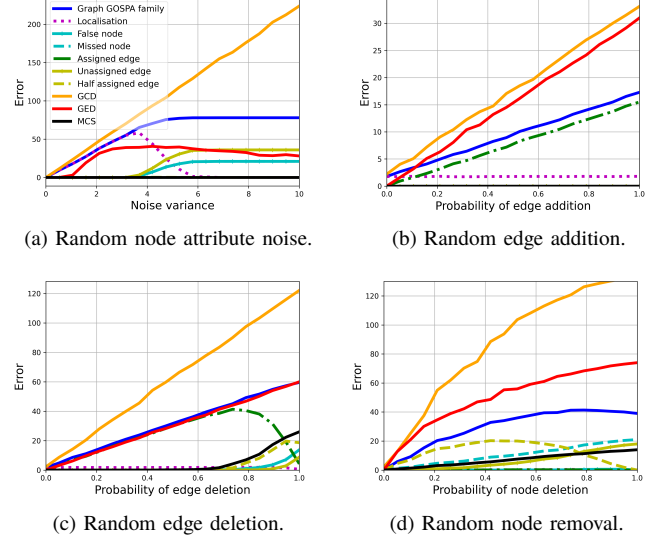 Graph GOSPA family
Localisation
False node
Missed node
Assigned edge
Unassigned edge
Half assigned edge
GCD
GED
MCS
200
150
100
50
0
Error
0 2 4 6 8 10
Noise variance
(a) Random node attribute noise.
30
25
20
15
10
5
0
Error
0.0 0.2 0.4 0.6 0.8 1.0
Probability of edge addition
(b) Random edge addition.
120
100
80
60
40
20
0
Error
0.0 0.2 0.4 0.6 0.8 1.0
Probability of edge deletion
(c) Random edge deletion.
120
100
80
60
40
20
0
Error
0.0 0.2 0.4 0.6 0.8 1.0
Probability of node deletion
(d) Random node removal.